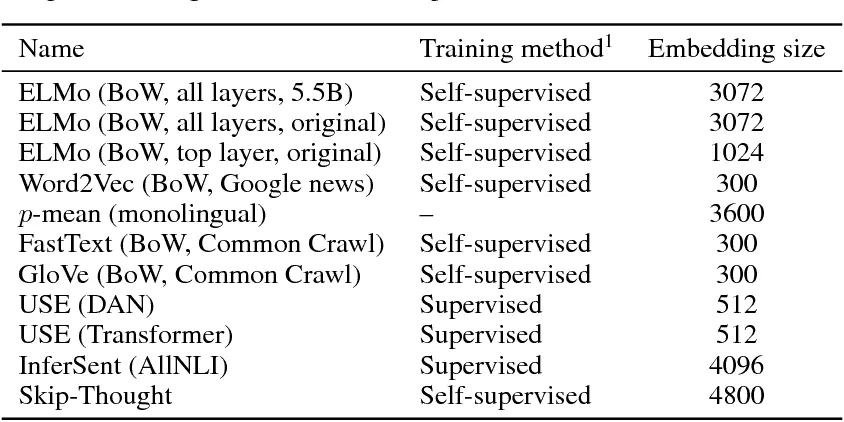 Name Training method1 Embedding size
ELMo (BoW, all layers, 5.5B) Self-supervised 3072
ELMo (BoW, all layers, original) Self-supervised 3072
ELMo (BoW, top layer, original) Self-supervised 1024
Word2Vec (BoW, Google news) Self-supervised 300
p-mean (monolingual) – 3600
FastText (BoW, Common Crawl) Self-supervised 300
GloVe (BoW, Common Crawl) Self-supervised 300
USE (DAN) Supervised 512
USE (Transformer) Supervised 512
InferSent (AllNLI) Supervised 4096
Skip-Thought Self-supervised 4800